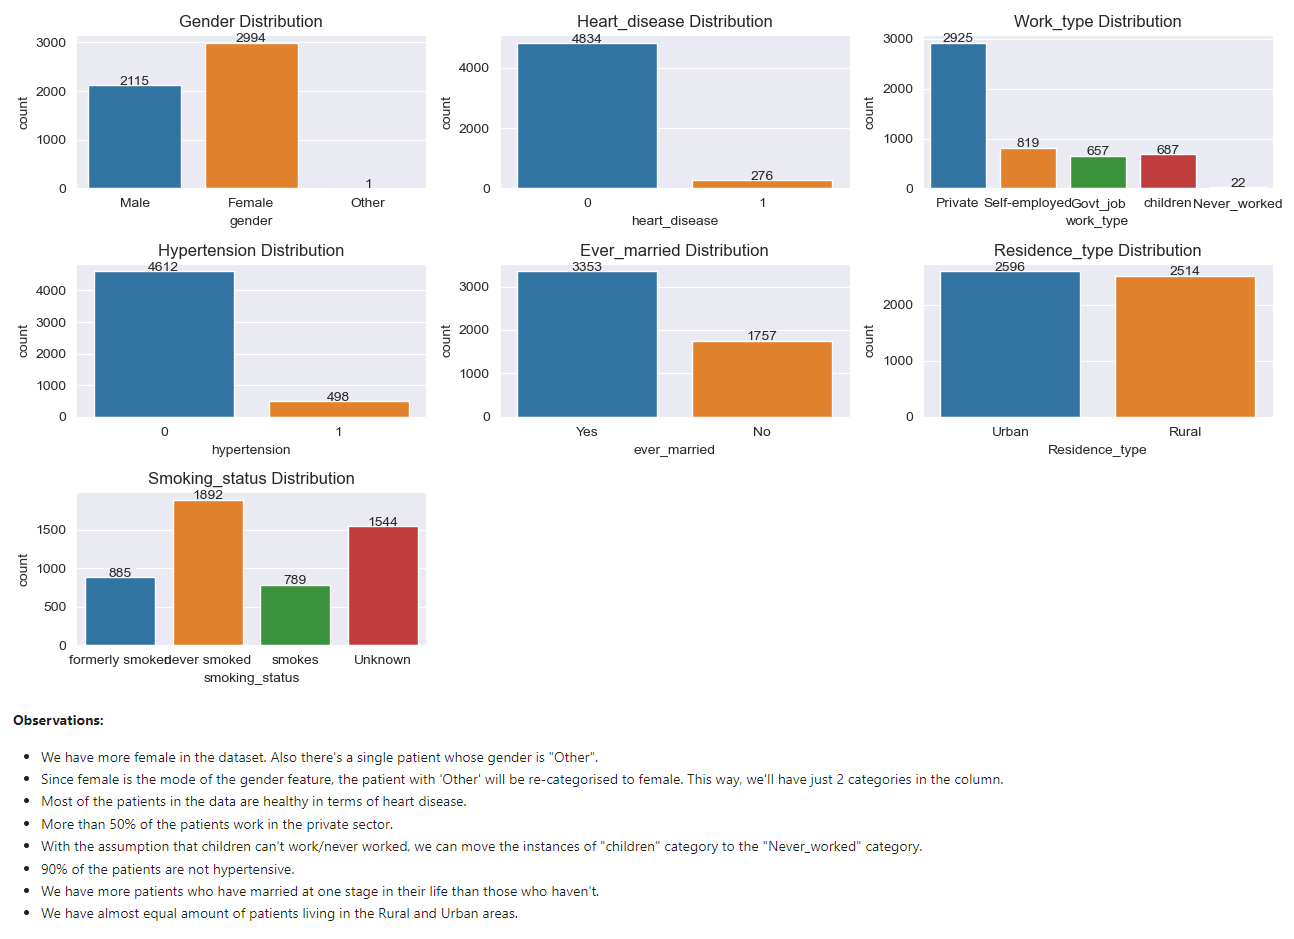 Gender Distribution
3000
2000
1000
0
count
2115
2994
1
Male Female Other
gender
Heart_disease Distribution
4000
2000
0
count
4834
276
0 1
heart_disease
Work_type Distribution
3000
2000
1000
0
count
2925
819
657
687
22
Private Self-employed Govt_job children Never_worked
work_type
Hypertension Distribution
4000
3000
2000
1000
0
count
4612
498
0 1
hypertension
Ever_married Distribution
3000
2000
1000
0
count
3353
1757
Yes No
ever_married
Residence_type Distribution
2000
1000
0
count
2596
2514
Urban Rural
Residence_type
Smoking_status Distribution
1500
1000
500
0
count
885
1892
789
1544
formerly smoked never smoked smokes Unknown
smoking_status
Observations:
• We have more female in the dataset. Also there's a single patient whose gender is "Other".
• Since female is the mode of the gender feature, the patient with 'Other' will be re-categorised to female. This way, we'll have just 2 categories in the column.
• Most of the patients in the data are healthy in terms of heart disease.
• More than 50% of the patients work in the private sector.
• With the assumption that children can't work/never worked, we can move the instances of "children" category to the "Never_worked" category.
• 90% of the patients are not hypertensive.
• We have more patients who have married at one stage in their life than those who haven't.
• We have almost equal amount of patients living in the Rural and Urban areas.